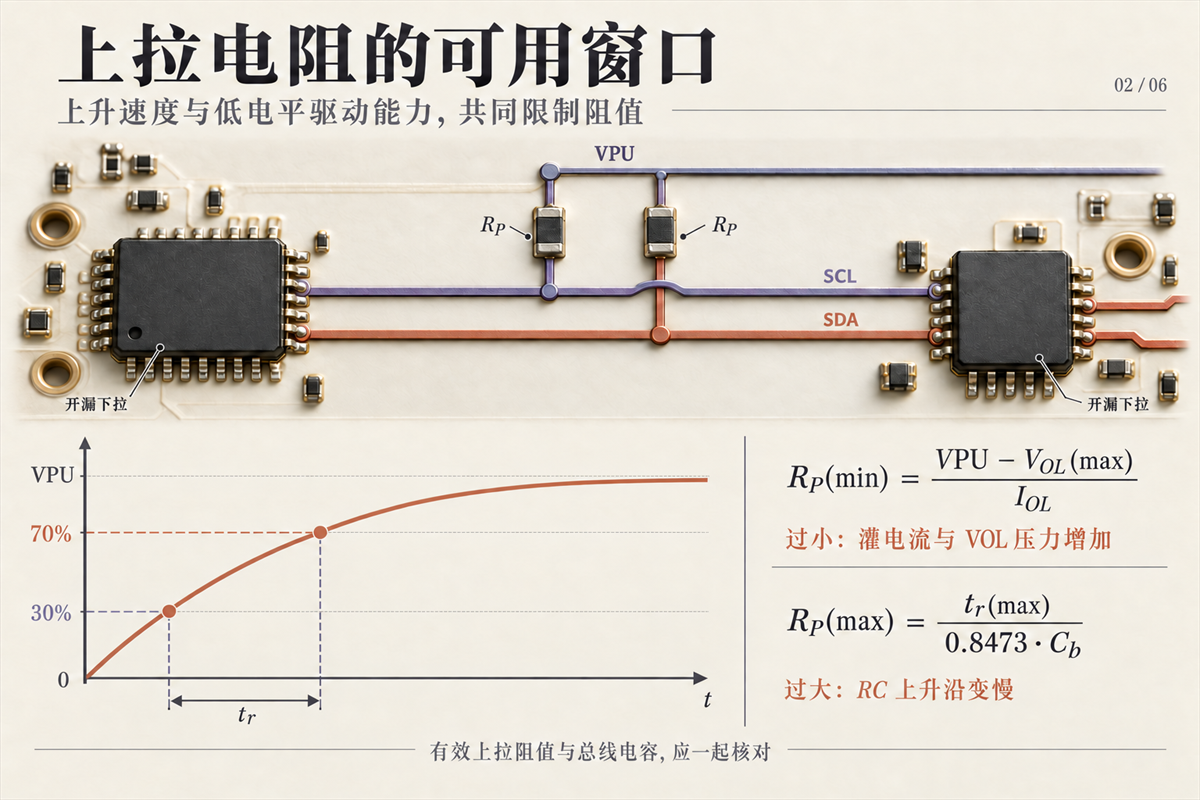 上拉电阻的可用窗口
上升速度与低电平驱动能力, 共同限制阻值
02 / 06
VPU
R_P
R_P
SCL
SDA
开漏下拉
开漏下拉
VPU
70%
30%
0
t_r
t
R_P(min) = (VPU − V_OL(max)) / I_OL
过小: 灌电流与 VOL 压力增加
R_P(max) = t_r(max) / (0.8473 · C_b)
过大: RC 上升沿变慢
有效上拉阻值与总线电容, 应一起核对